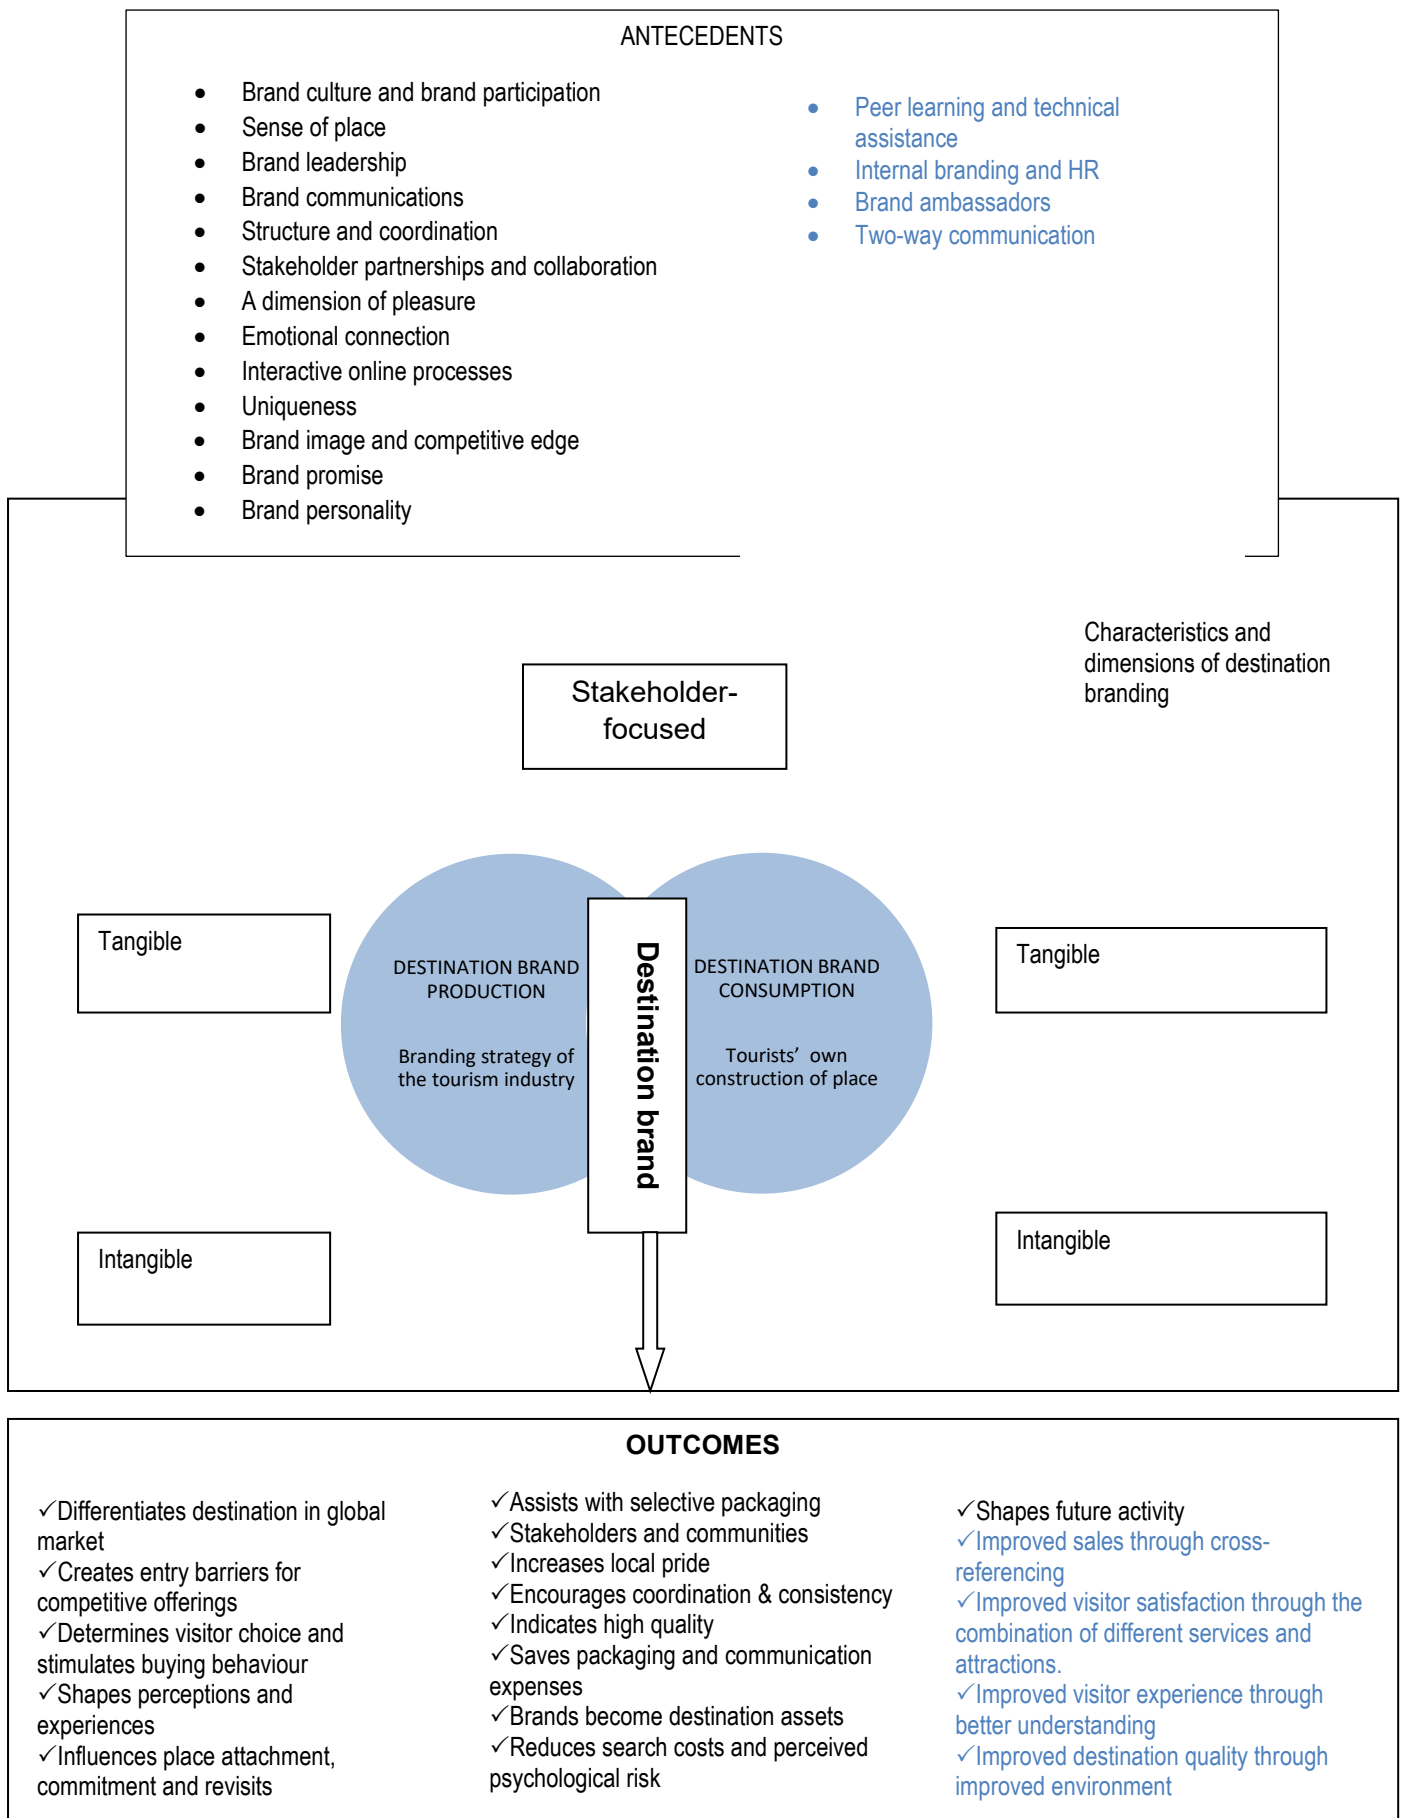 ANTECEDENTS
Brand culture and brand participation
Sense of place
Brand leadership
Brand communications
Structure and coordination
Stakeholder partnerships and collaboration
A dimension of pleasure
Emotional connection
Interactive online processes
Uniqueness
Brand image and competitive edge
Brand promise
Brand personality
Peer learning and technical
assistance
Internal branding and HR
Brand ambassadors
Two-way communication
Characteristics and
dimensions of destination
branding
Stakeholder-
focused
Tangible
Intangible
DESTINATION BRAND
PRODUCTION
Branding strategy of
the tourism industry
Destination brand
DESTINATION BRAND
CONSUMPTION
Tourists' own
construction of place
Tangible
Intangible
OUTCOMES
✓Differentiates destination in global
market
✓Creates entry barriers for
competitive offerings
✓Determines visitor choice and
stimulates buying behaviour
✓Shapes perceptions and
experiences
✓Influences place attachment,
commitment and revisits
✓Assists with selective packaging
✓Stakeholders and communities
✓Increases local pride
✓Encourages coordination & consistency
✓Indicates high quality
✓Saves packaging and communication
expenses
✓Brands become destination assets
✓Reduces search costs and perceived
psychological risk
✓Shapes future activity
✓Improved sales through cross-
referencing
✓Improved visitor satisfaction through the
combination of different services and
attractions.
✓Improved visitor experience through
better understanding
✓Improved destination quality through
improved environment